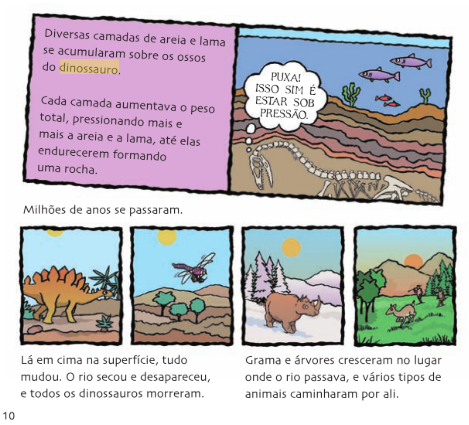 Diversas camadas de areia e lama
se acumularam sobre os ossos
do dinossauro.
Cada camada aumentava o peso
total, pressionando mais e
mais a areia e a lama, até elas
endurecerem formando
uma rocha.
PUXA!
ISSO SIM É
ESTAR SOB
PRESSÃO.
Milhões de anos se passaram.
Lá em cima na superfície, tudo
mudou. O rio secou e desapareceu,
e todos os dinossauros morreram.
Grama e árvores cresceram no lugar
onde o rio passava, e vários tipos de
animais caminharam por ali.
10